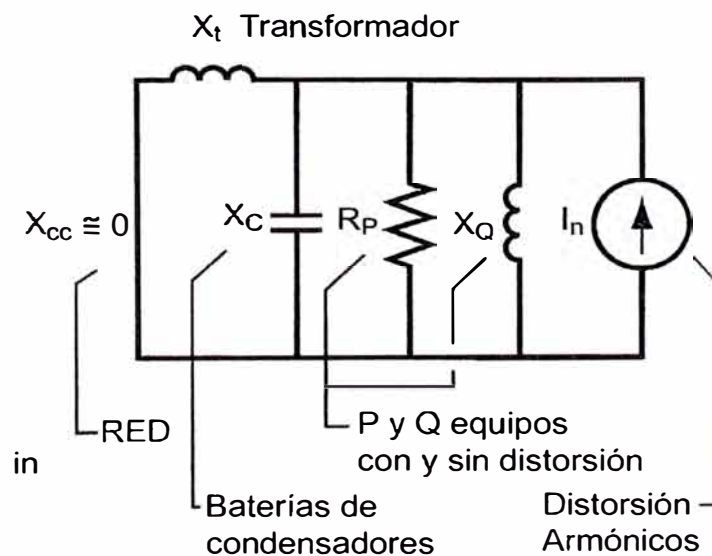 Xt Transformador
Xcc ≅ 0
XC
RP
XQ
In
RED
in
P y Q equipos
con y sin distorsión
Baterías de
condensadores
Distorsión
Armónicos